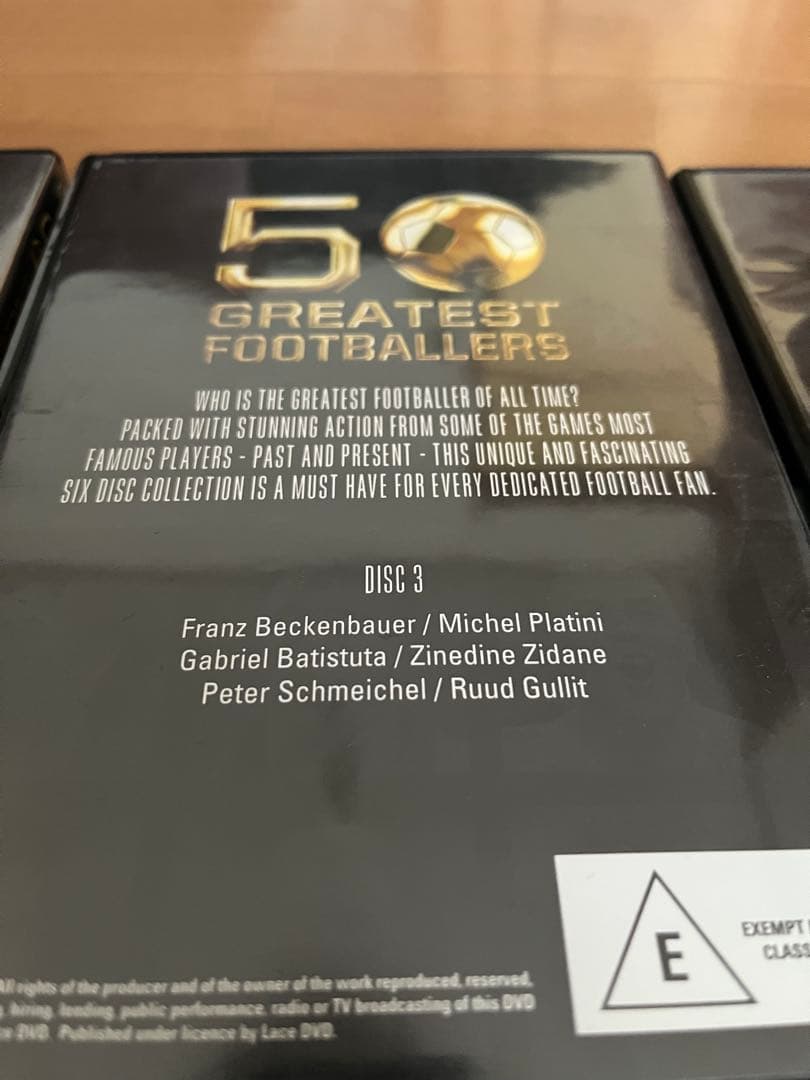 50
GREATEST
FOOTBALLERS
WHO IS THE GREATEST FOOTBALLER OF ALL TIME?
PACKED WITH STUNNING ACTION FROM SOME OF THE GAMES MOST
FAMOUS PLAYERS - PAST AND PRESENT - THIS UNIQUE AND FASCINATING
SIX DISC COLLECTION IS A MUST HAVE FOR EVERY DEDICATED FOOTBALL FAN.
DISC 3
Franz Beckenbauer / Michel Platini
Gabriel Batistuta / Zinedine Zidane
Peter Schmeichel / Ruud Gullit
E
EXEMPT
CLASS
All rights of the producer and of the owner of the work reproduced, reserved,
hiring, lending, public performance, radio or TV broadcasting of this DVD
DVD. Published under licence by Lace DVD.